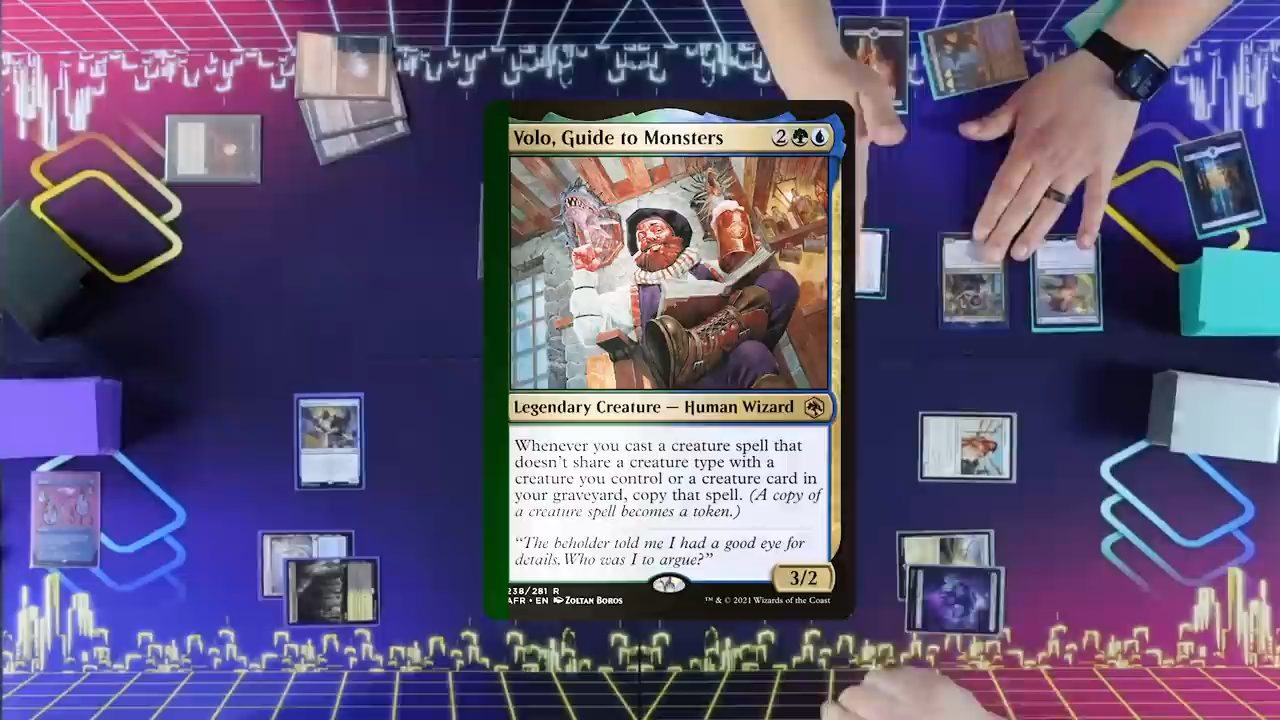 Volo, Guide to Monsters 2
Legendary Creature — Human Wizard
Whenever you cast a creature spell that
doesn't share a creature type with a
creature you control or a creature card in
your graveyard, copy that spell. (A copy of
a creature spell becomes a token.)
“The beholder told me I had a good eye for
details. Who was I to argue?”
3/2
238/281 R
AFR • EN Zoltan Boros
™ & © 2021 Wizards of the Coast